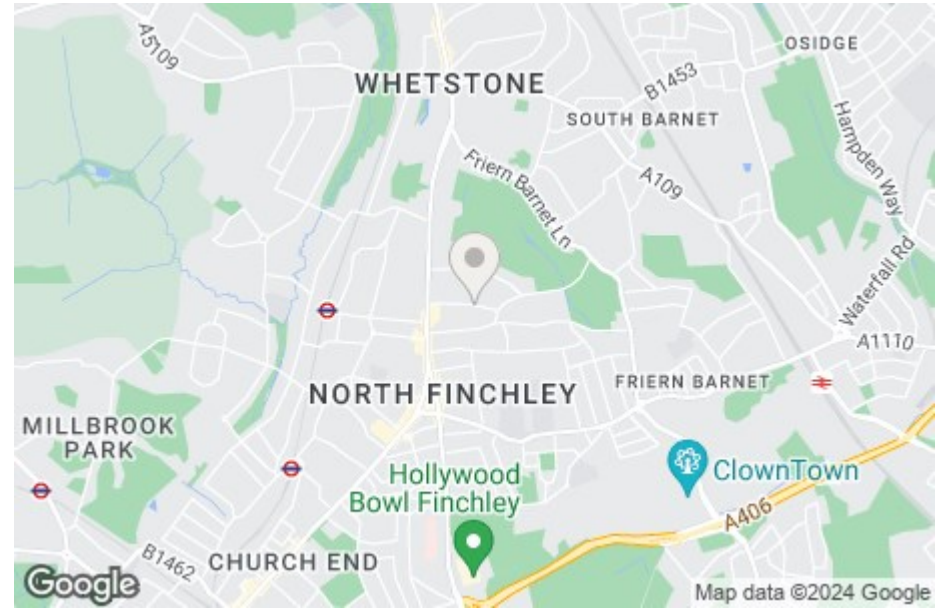 A5109
WHETSTONE
OSIDGE
B1453
SOUTH BARNET
Hampden Way
Friern Barnet Ln
A109
Waterfall Rd
A1110
NORTH FINCHLEY
FRIERN BARNET
MILLBROOK
PARK
Hollywood
Bowl Finchley
ClownTown
A406
B1462
CHURCH END
Google
Map data ©2024 Google